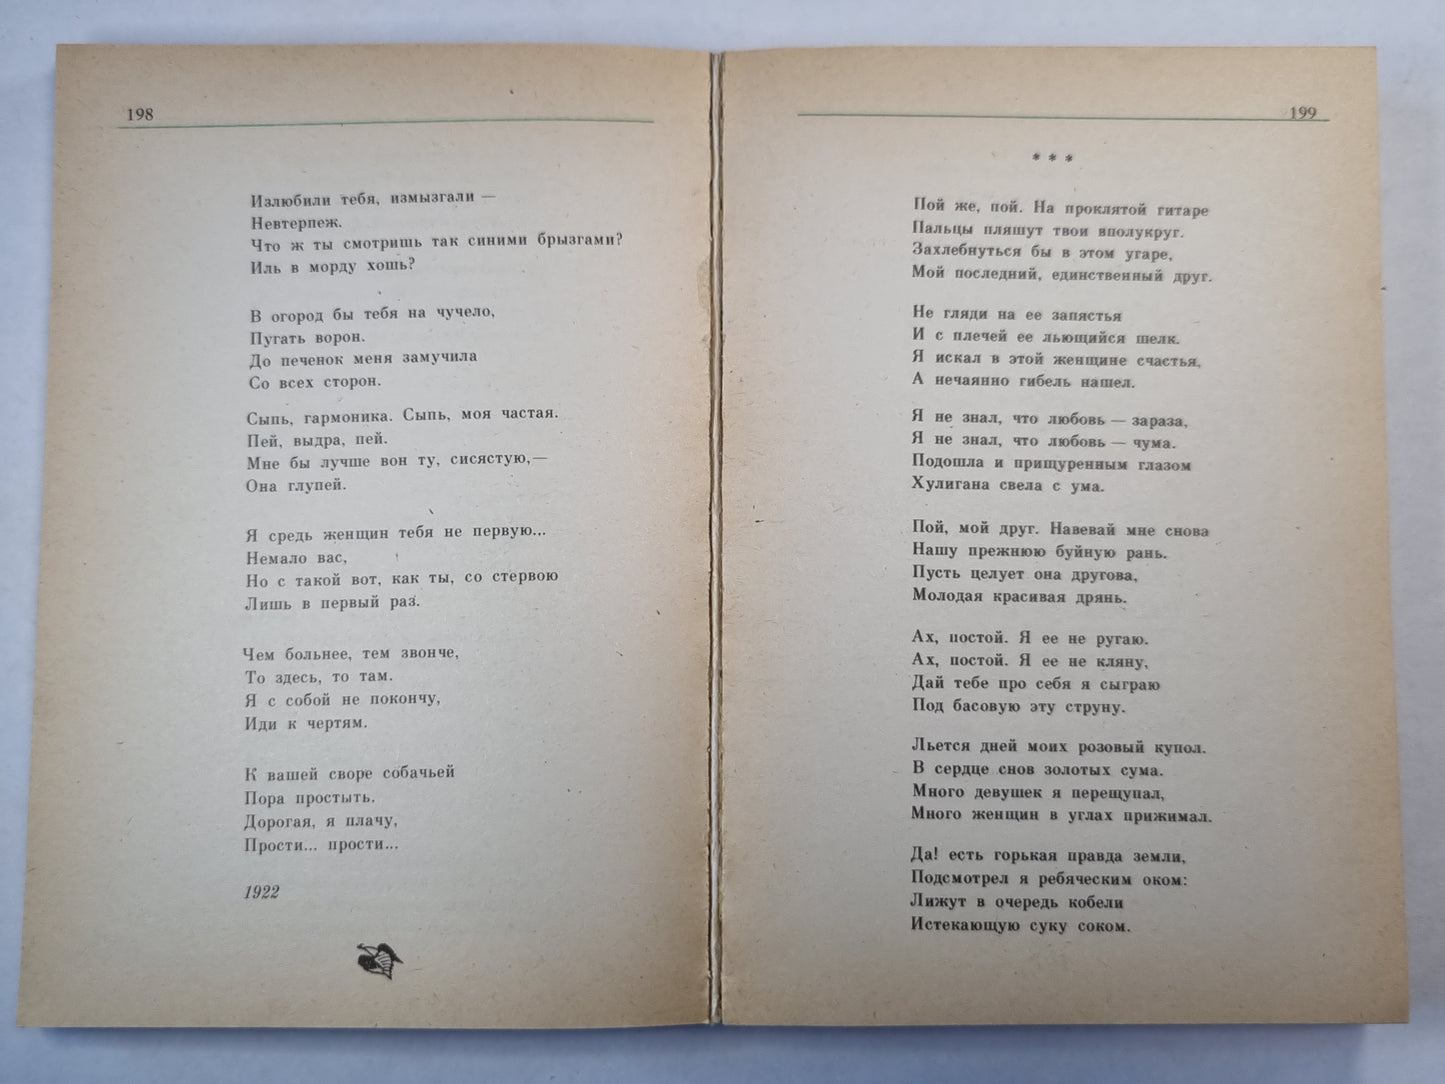 198
Излюбили тебя, измызгали —
Невтерпеж.
Что ж ты смотришь так синими брызгами?
Иль в морду хошь?
В огород бы тебя на чучело,
Пугать ворон.
До печенок меня замучила
Со всех сторон.
Сыпь, гармоника. Сыпь, моя частая.
Пей, выдра, пей.
Мне бы лучше вон ту, сисястую,—
Она глупей.
Я средь женщин тебя не первую...
Немало вас,
Но с такой вот, как ты, со стервою
Лишь в первый раз.
Чем больнее, тем звонче,
То здесь, то там.
Я с собой не покончу,
Иди к чертям.
К вашей своре собачьей
Пора простыть.
Дорогая, я плачу,
Прости... прости...
1922
199
* * *
Пой же, пой. На проклятой гитаре
Пальцы пляшут твои вполукруг.
Захлебнуться бы в этом угаре,
Мой последний, единственный друг.
Не гляди на ее запястья
И с плечей ее льющийся шелк.
Я искал в этой женщине счастья,
А нечаянно гибель нашел.
Я не знал, что любовь — зараза,
Я не знал, что любовь — чума.
Подошла и прищуренным глазом
Хулигана свела с ума.
Пой, мой друг. Навевай мне снова
Нашу прежнюю буйную рань.
Пусть целует она другова,
Молодая красивая дрянь.
Ах, постой. Я ее не ругаю.
Ах, постой. Я ее не кляну,
Дай тебе про себя я сыграю
Под басовую эту струну.
Льется дней моих розовый купол.
В сердце снов золотых сума.
Много девушек я перещупал,
Много женщин в углах прижимал.
Да! есть горькая правда земли,
Подсмотрел я ребяческим оком:
Лижут в очередь кобели
Истекающую суку соком.